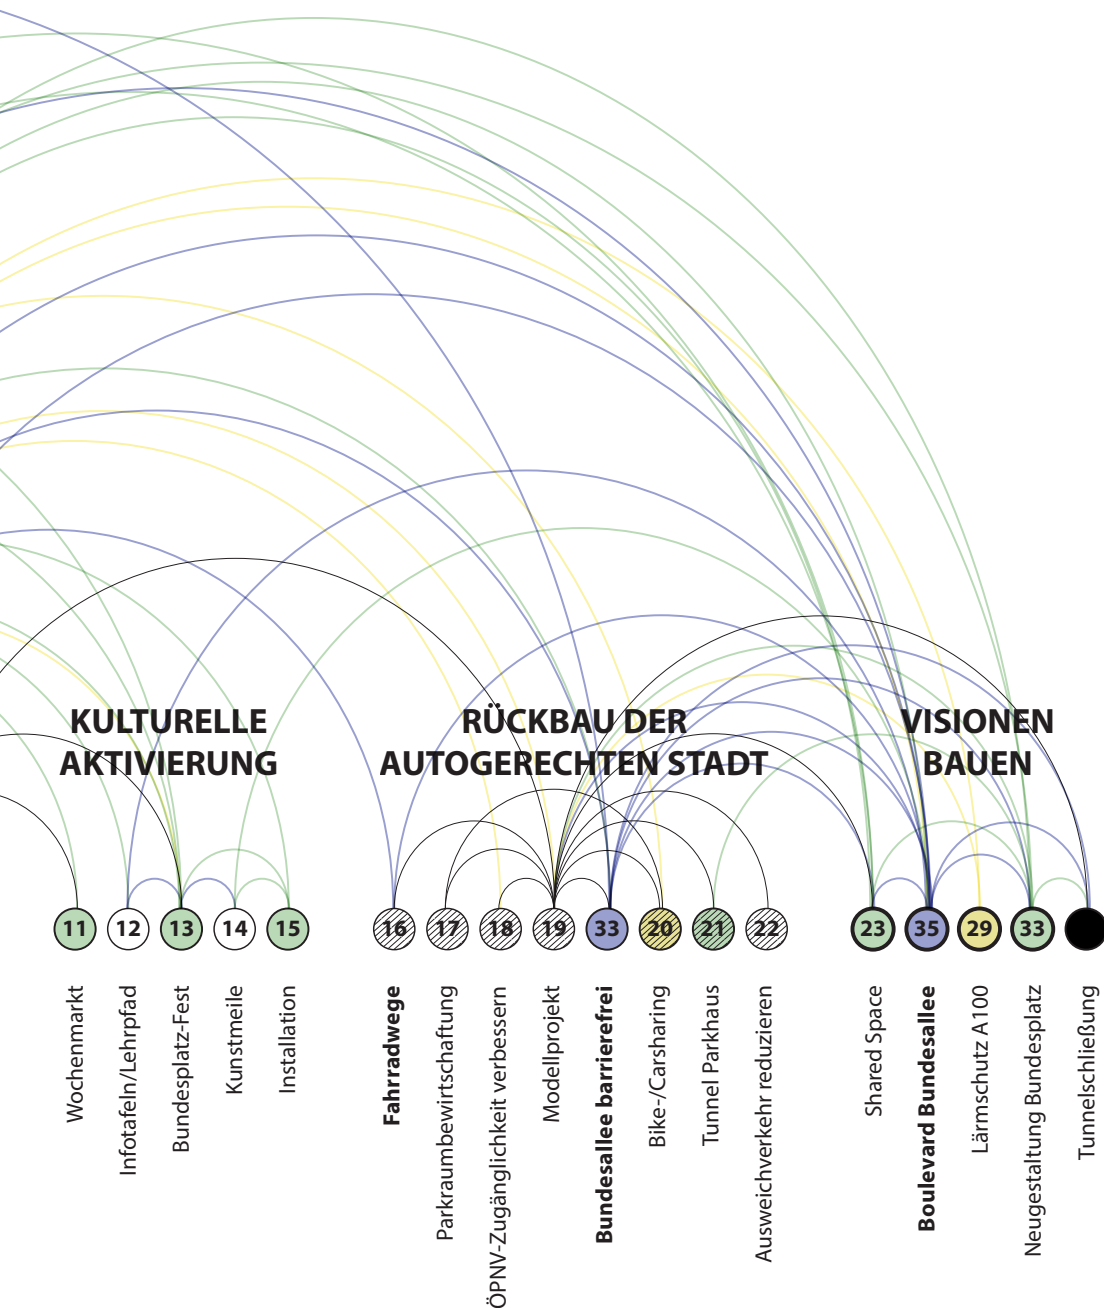 KULTURELLE
AKTIVIERUNG
RÜCKBAU DER
AUTOGERECHTEN STADT
VISIONEN
BAUEN
11
12
13
14
15
16
17
18
19
33
20
21
22
23
35
29
33
Wochenmarkt
Infotafeln/Lehrpfad
Bundesplatz-Fest
Kunstmeile
Installation
Fahrradwege
Parkraumbewirtschaftung
ÖPNV-Zugänglichkeit verbessern
Modellprojekt
Bundesallee barrierefrei
Bike-/Carsharing
Tunnel Parkhaus
Ausweichverkehr reduzieren
Shared Space
Boulevard Bundesallee
Lärmschutz A100
Neugestaltung Bundesplatz
Tunnelschließung